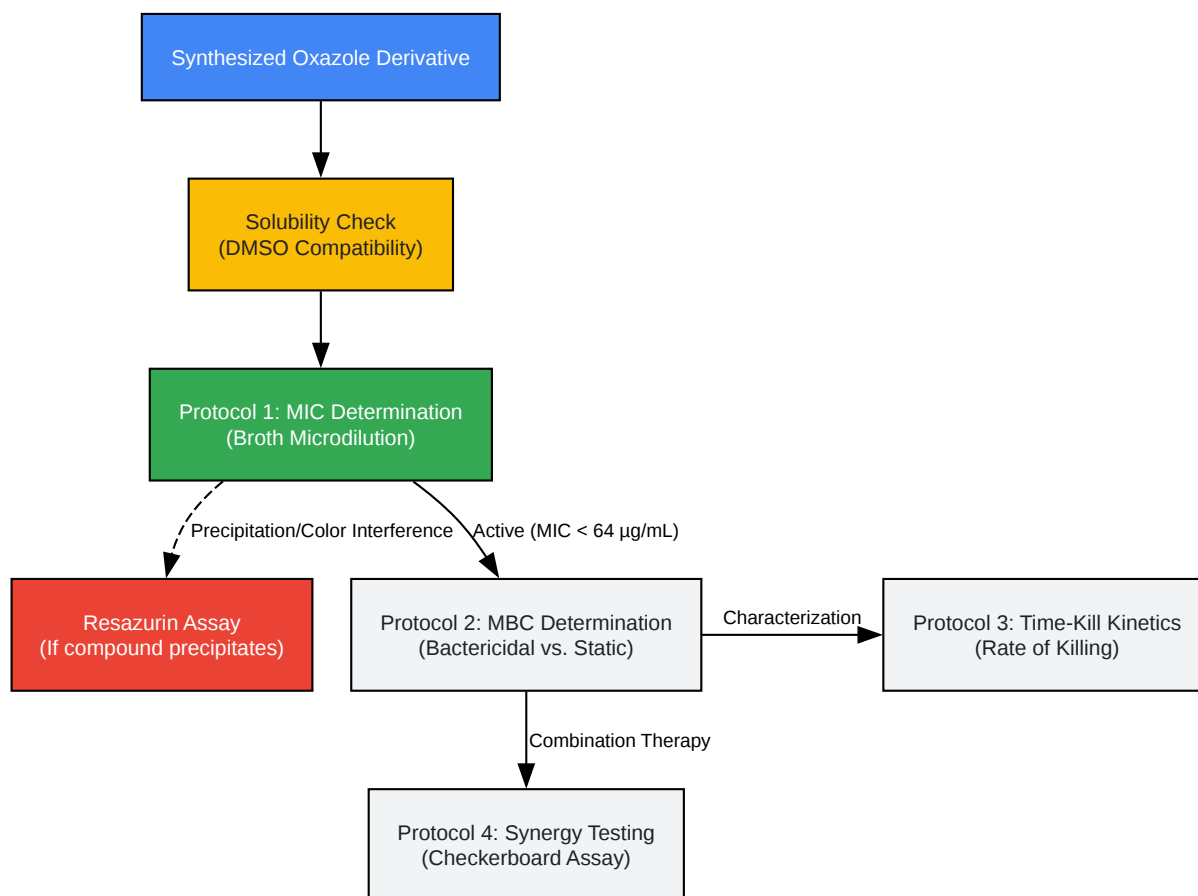 Synthesized Oxazole Derivative
Solubility Check
(DMSO Compatibility)
Protocol 1: MIC Determination
(Broth Microdilution)
Precipitation/Color Interference
Active (MIC < 64 µg/mL)
Resazurin Assay
(If compound precipitates)
Protocol 2: MBC Determination
(Bactericidal vs. Static)
Characterization
Protocol 3: Time-Kill Kinetics
(Rate of Killing)
Combination Therapy
Protocol 4: Synergy Testing
(Checkerboard Assay)